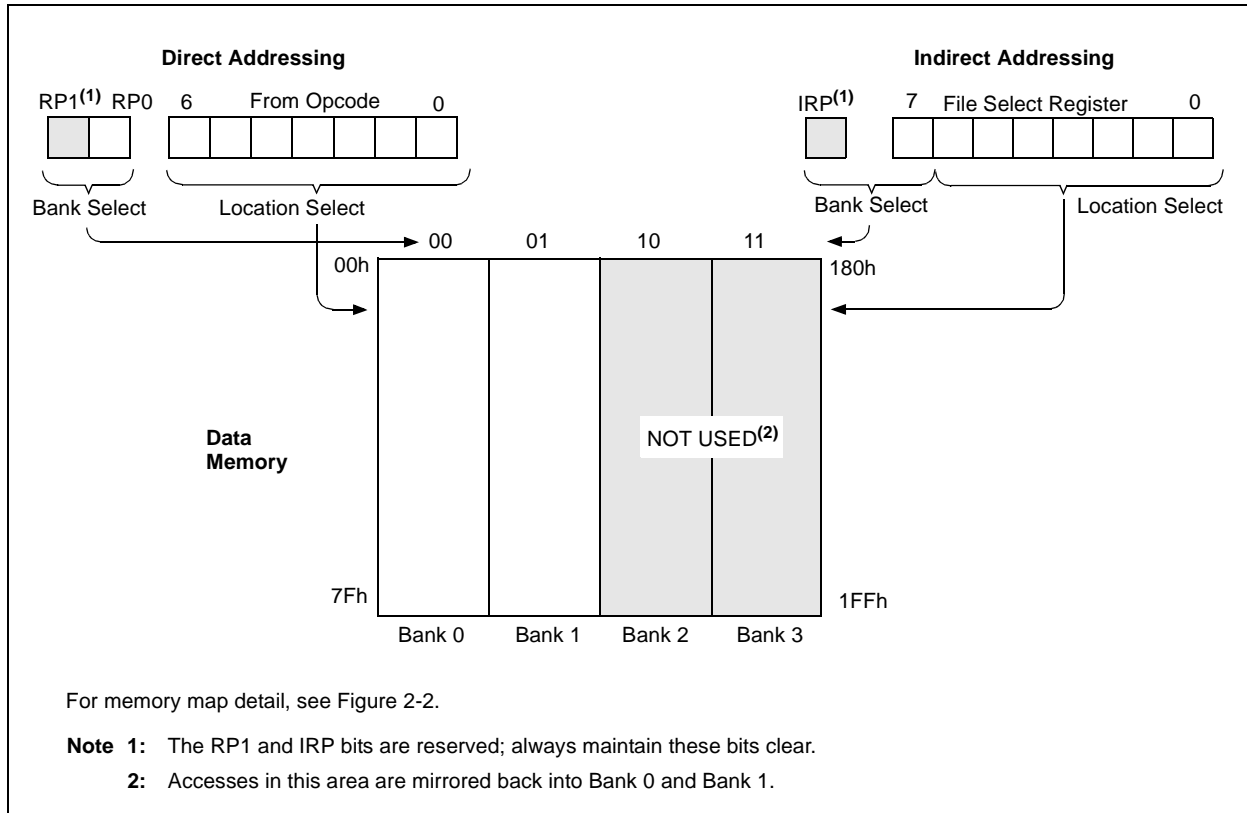 Direct Addressing
Indirect Addressing
RP1(1) RP0 6 From Opcode 0
IRP(1) 7 File Select Register 0
Bank Select Location Select
Bank Select Location Select
00 01 10 11
00h
180h
Data
Memory
NOT USED(2)
7Fh
1FFh
Bank 0 Bank 1 Bank 2 Bank 3
For memory map detail, see Figure 2-2.
Note 1: The RP1 and IRP bits are reserved; always maintain these bits clear.
2: Accesses in this area are mirrored back into Bank 0 and Bank 1.